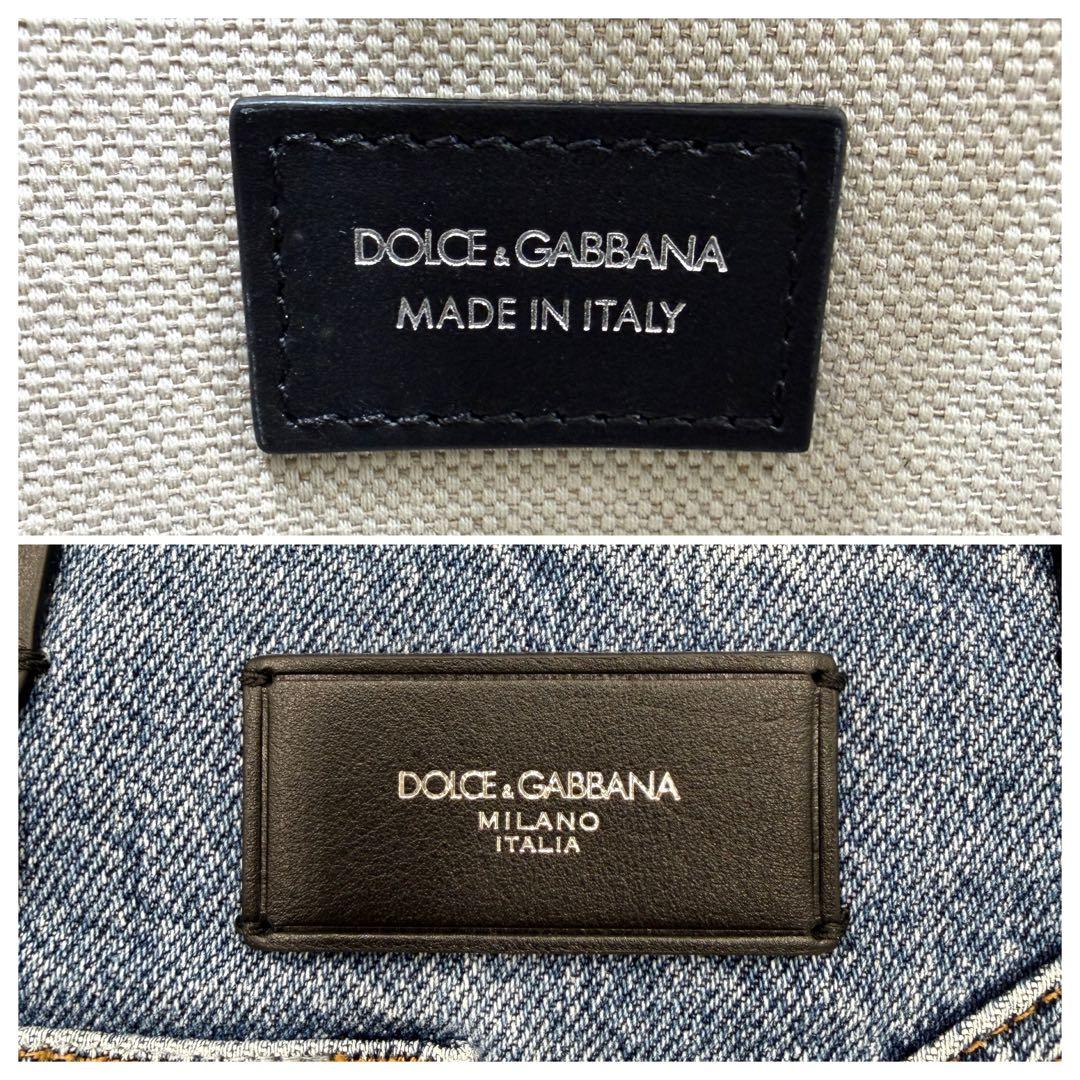 DOLCE & GABBANA
MADE IN ITALY
DOLCE & GABBANA
MILANO
ITALIA